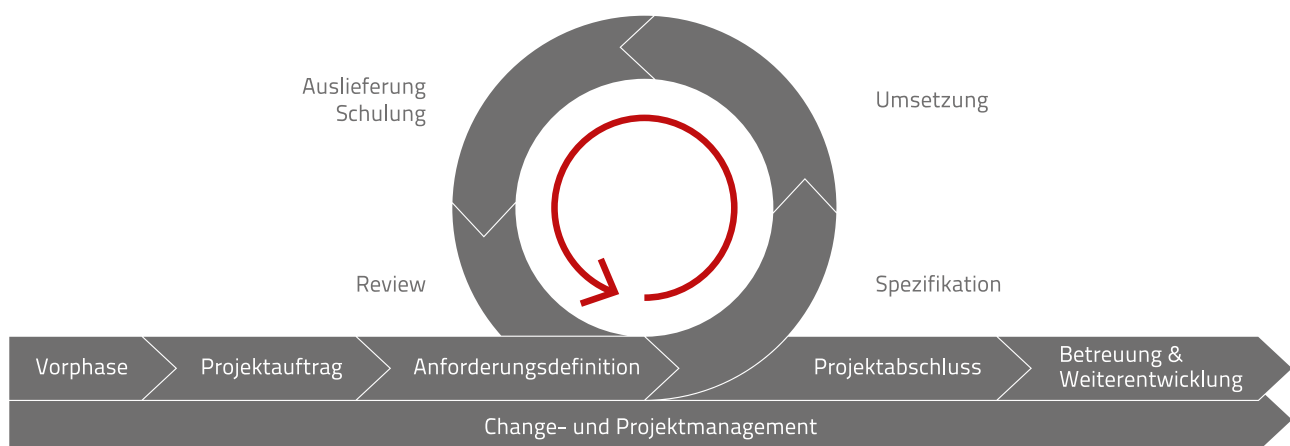 Auslieferung
Schulung
Umsetzung
Review
Spezifikation
Vorphase
Projektauftrag
Anforderungsdefinition
Projektabschluss
Betreuung &
Weiterentwicklung
Change- und Projektmanagement